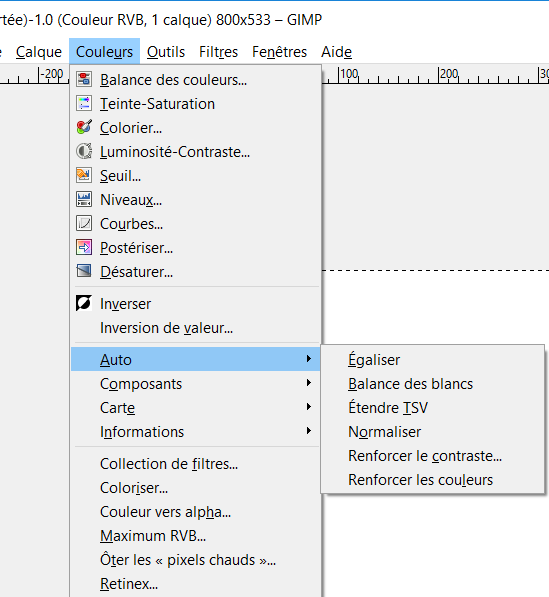 rtée)-1.0 (Couleur RVB, 1 calque) 800x533 – GIMP
Calque Couleurs Outils Filtres Fenêtres Aide
-200 100 200 30
Balance des couleurs...
Teinte-Saturation
Colorier...
Luminosité-Contraste...
Seuil...
Niveaux...
Courbes...
Postériser...
Désaturer...
Inverser
Inversion de valeur...
Auto
Égaliser
Composants
Balance des blancs
Carte
Étendre TSV
Informations
Normaliser
Renforcer le contraste...
Collection de filtres...
Renforcer les couleurs
Coloriser...
Couleur vers alpha...
Maximum RVB...
Ôter les « pixels chauds »...
Retinex...